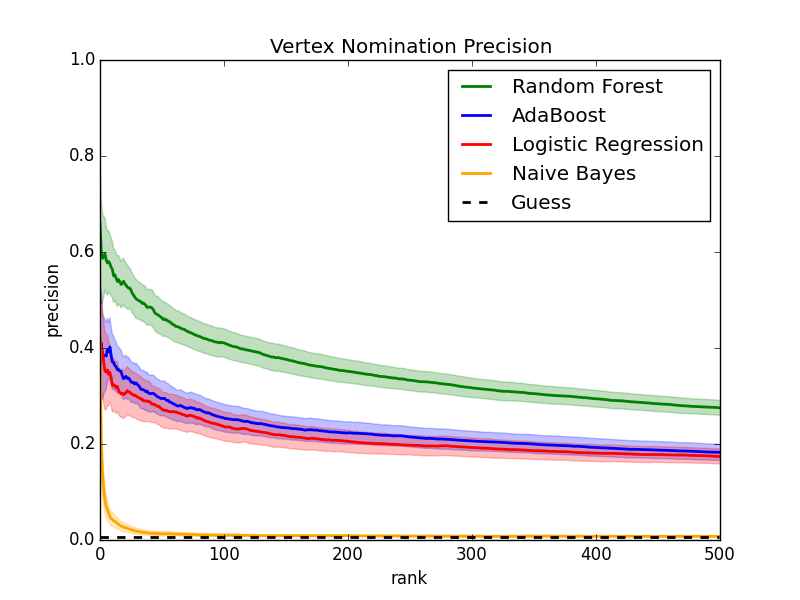 Vertex Nomination Precision
1.0
0.8
0.6
0.4
0.2
0.0
precision
Random Forest
AdaBoost
Logistic Regression
Naive Bayes
Guess
0 100 200 300 400 500
rank